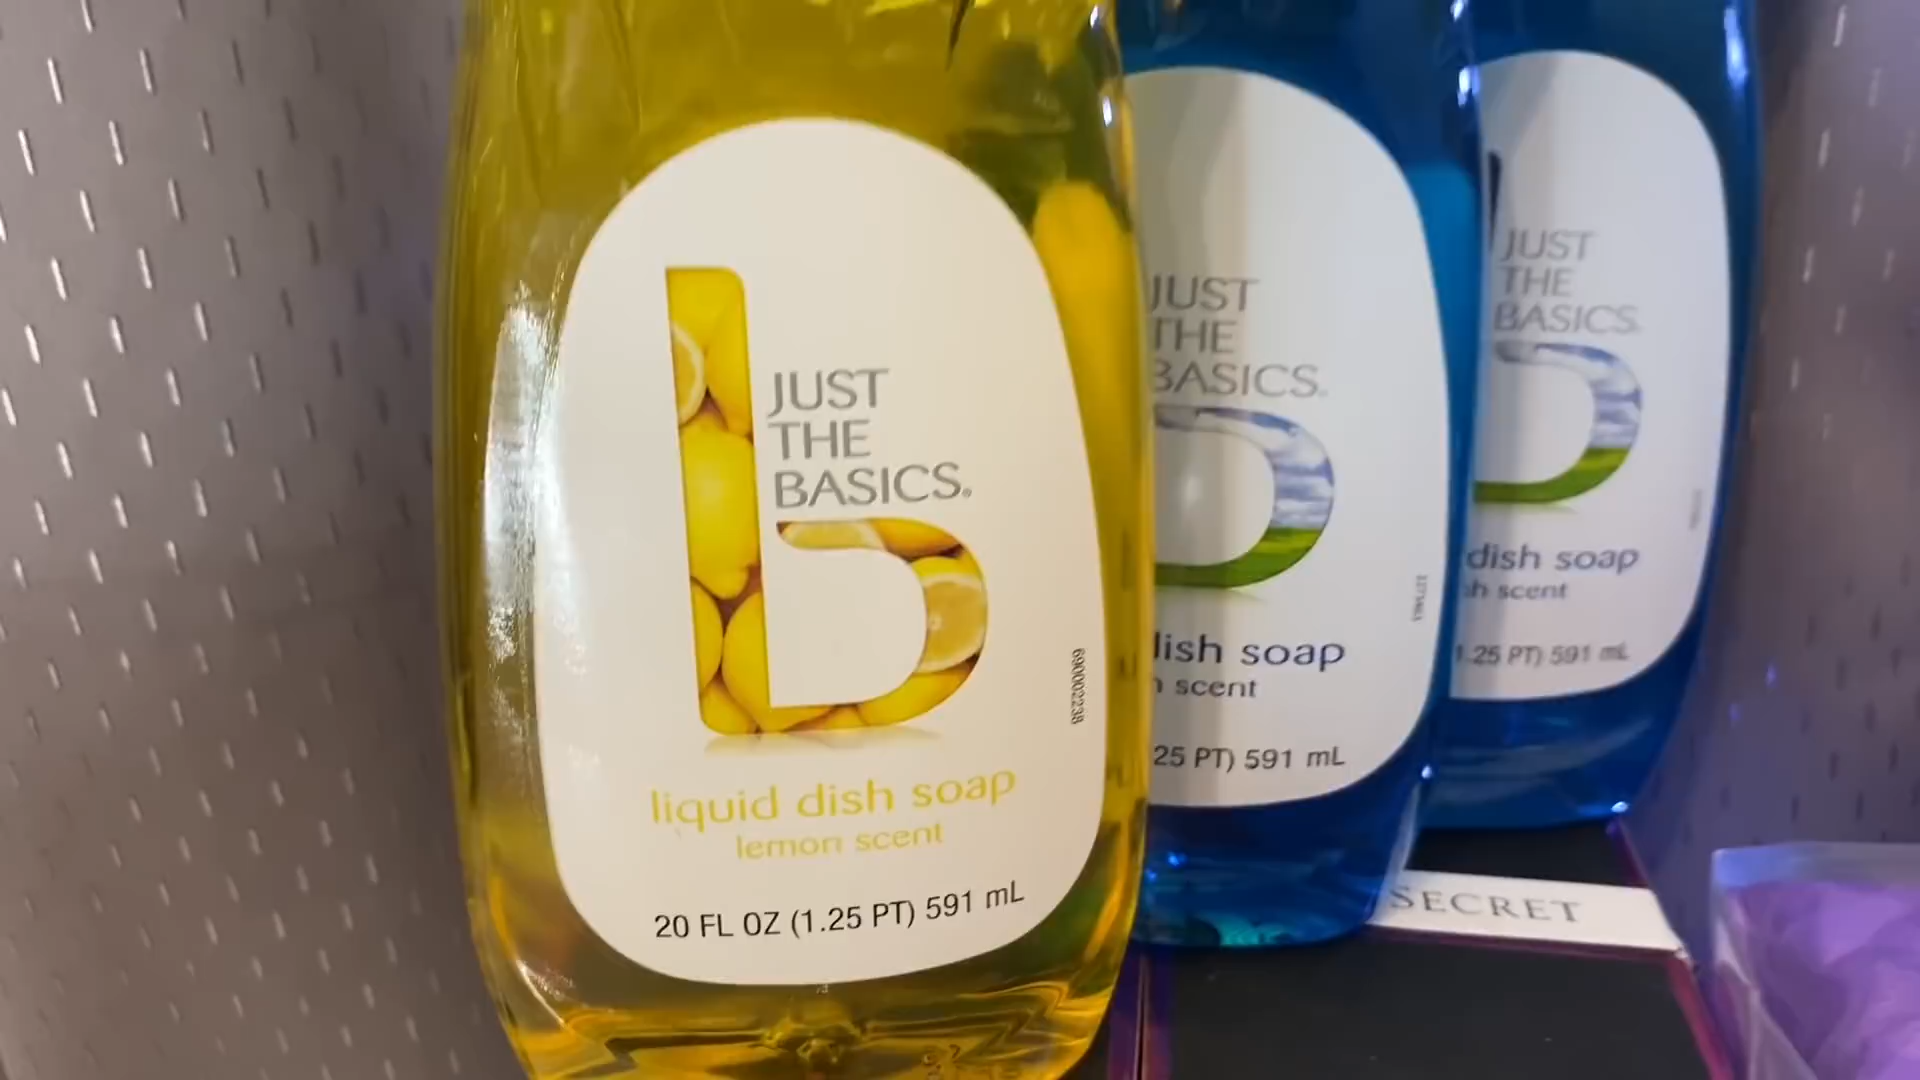 JUST
THE
BASICS®
liquid dish soap
lemon scent
20 FL OZ (1.25 PT) 591 mL
690002238
JUST
THE
BASICS
dish soap
scent
25 PT) 591 mL
JUST
THE
BASICS
dish soap
scent
1.25 PT) 591 mL
SECRET